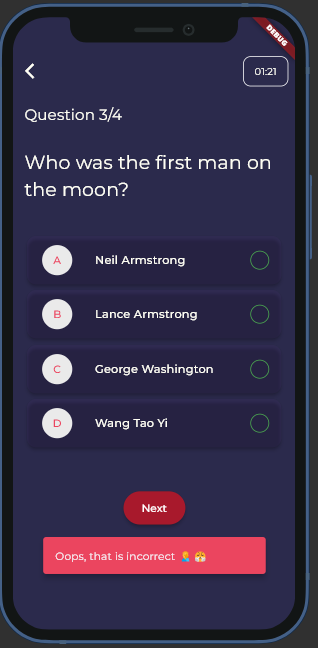 DEBUG
01:21
Question 3/4
Who was the first man on
the moon?
A Neil Armstrong
B Lance Armstrong
C George Washington
D Wang Tao Yi
Next
Oops, that is incorrect 🤦‍♂️ 😤